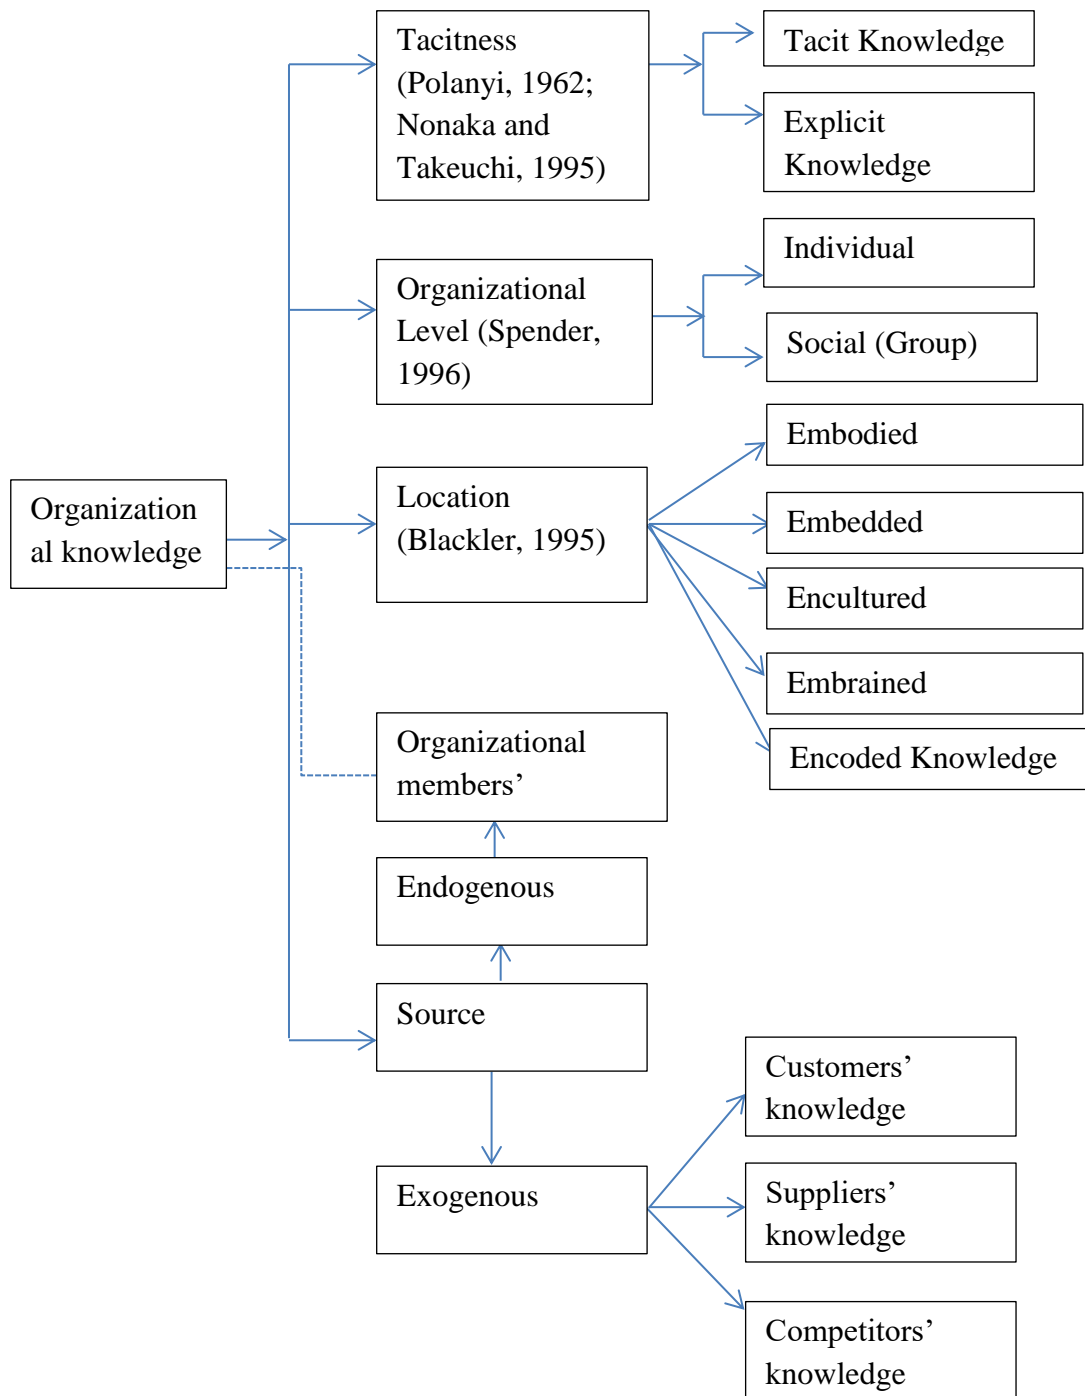 Tacitness
(Polanyi, 1962;
Nonaka and
Takeuchi, 1995)
Tacit Knowledge
Explicit
Knowledge
Organizational
Level (Spender,
1996)
Individual
Social (Group)
Organization
al knowledge
Location
(Blackler, 1995)
Embodied
Embedded
Encultured
Embrained
Encoded Knowledge
Organizational
members’
Endogenous
Source
Exogenous
Customers’
knowledge
Suppliers’
knowledge
Competitors’
knowledge